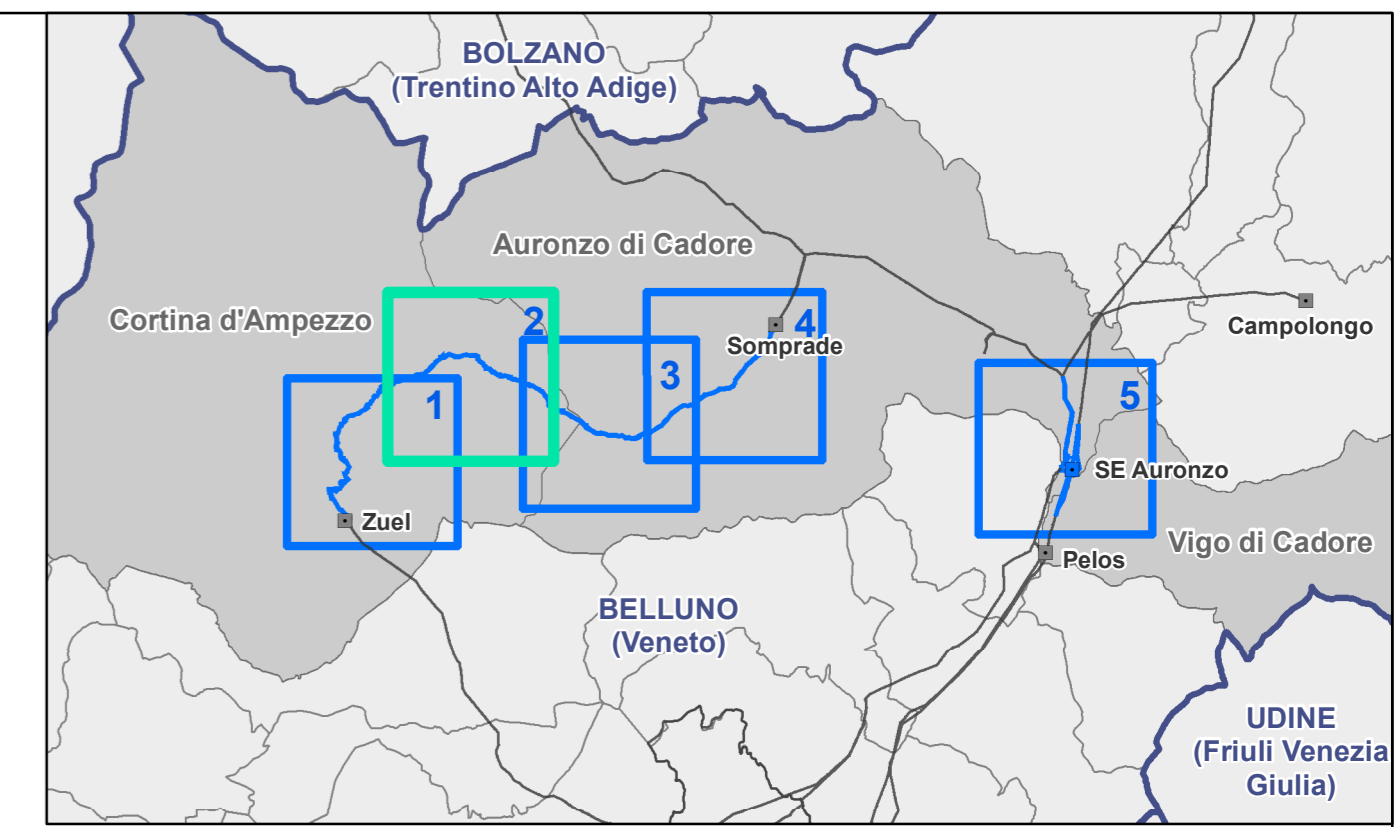 BOLZANO
(Trentino Alto Adige)
Auronzo di Cadore
Cortina d'Ampezzo
2
4
Campolongo
Somprade
3
1
5
SE Auronzo
Zuel
Vigo di Cadore
Pelos
BELLUNO
(Veneto)
UDINE
(Friuli Venezia
Giulia)